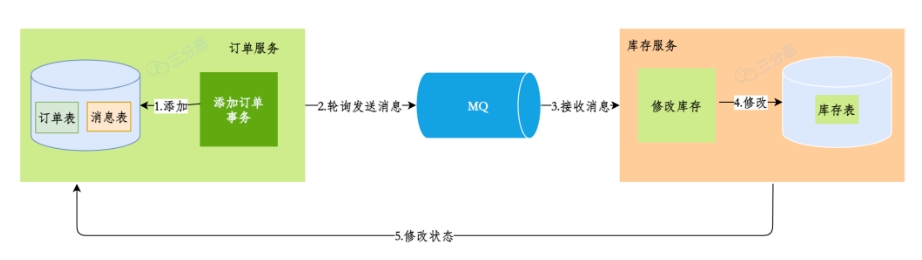 订单服务
三分恶
订单表
消息表
1.添加
添加订单
事务
2.轮询发送消息
MQ
3.接收消息
库存服务
三分恶
修改库存
4.修改
库存表
5.修改状态